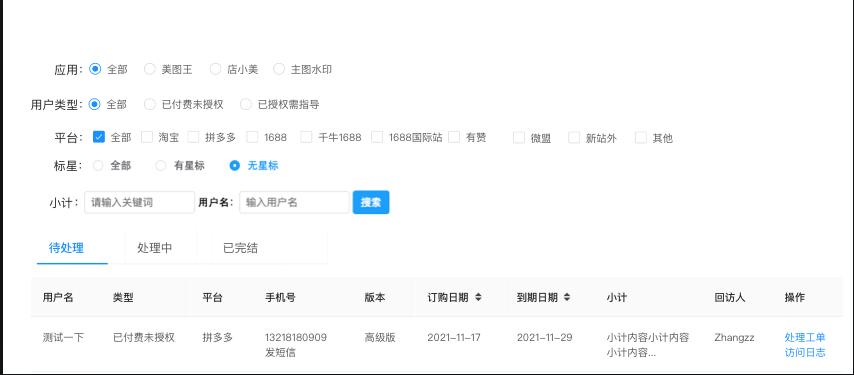 应用： 全部 美图王 店小美 主图水印
用户类型： 全部 已付费未授权 已授权需指导
平台： 全部 淘宝 拼多多 1688 千牛1688 1688国际站 有赞 微盟 新站外 其他
标星： 全部 有星标 无星标
小计： 请输入关键词 用户名： 输入用户名 搜索
待处理 处理中 已完结
用户名 类型 平台 手机号 版本 订购日期 到期日期 小计 回访人 操作
测试一下 已付费未授权 拼多多 13218180909 高级版 2021-11-17 2021-11-29 小计内容小计内容 Zhangzz 处理工单
发短信 小计内容... 访问日志